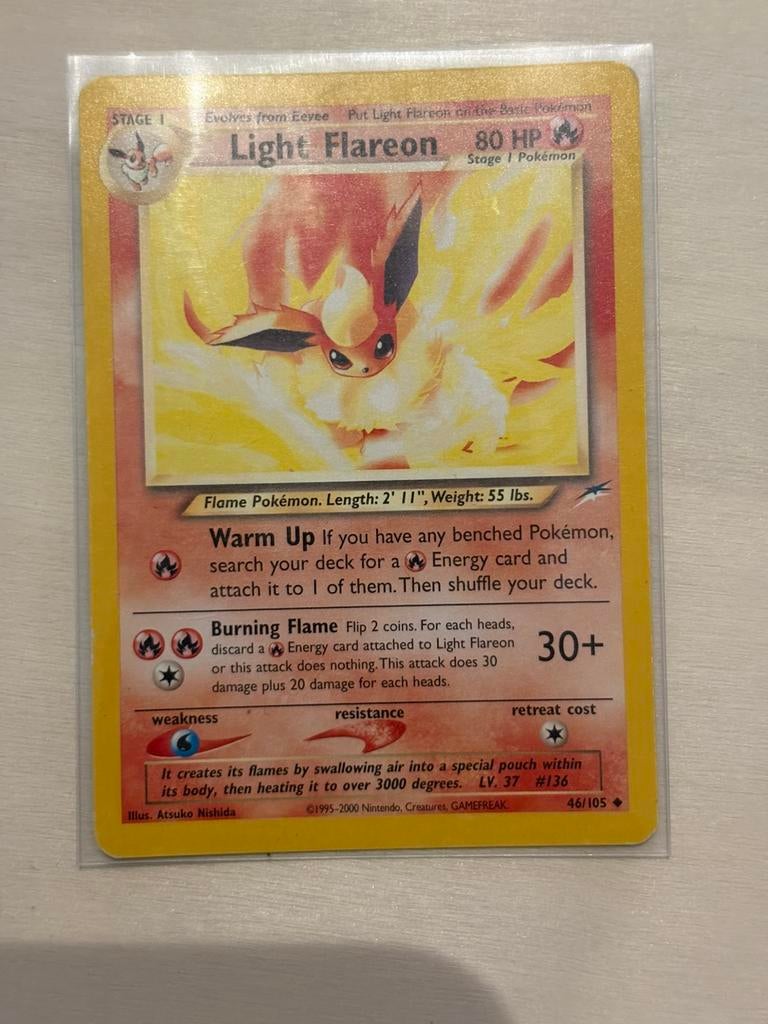 STAGE 1 Evolves from Eevee Put Light Flareon on the Basic Pokémon
Light Flareon 80 HP
Stage 1 Pokémon
Flame Pokémon. Length: 2' 11", Weight: 55 lbs.
Warm Up If you have any benched Pokémon,
search your deck for a Energy card and
attach it to 1 of them. Then shuffle your deck.
Burning Flame Flip 2 coins. For each heads,
discard a Energy card attached to Light Flareon
or this attack does nothing. This attack does 30
damage plus 20 damage for each heads.
30+
weakness resistance retreat cost
It creates its flames by swallowing air into a special pouch within
its body, then heating it to over 3000 degrees. LV. 37 #136
Illus. Atsuko Nishida ©1995-2000 Nintendo, Creatures, GAMEFREAK. 46/105